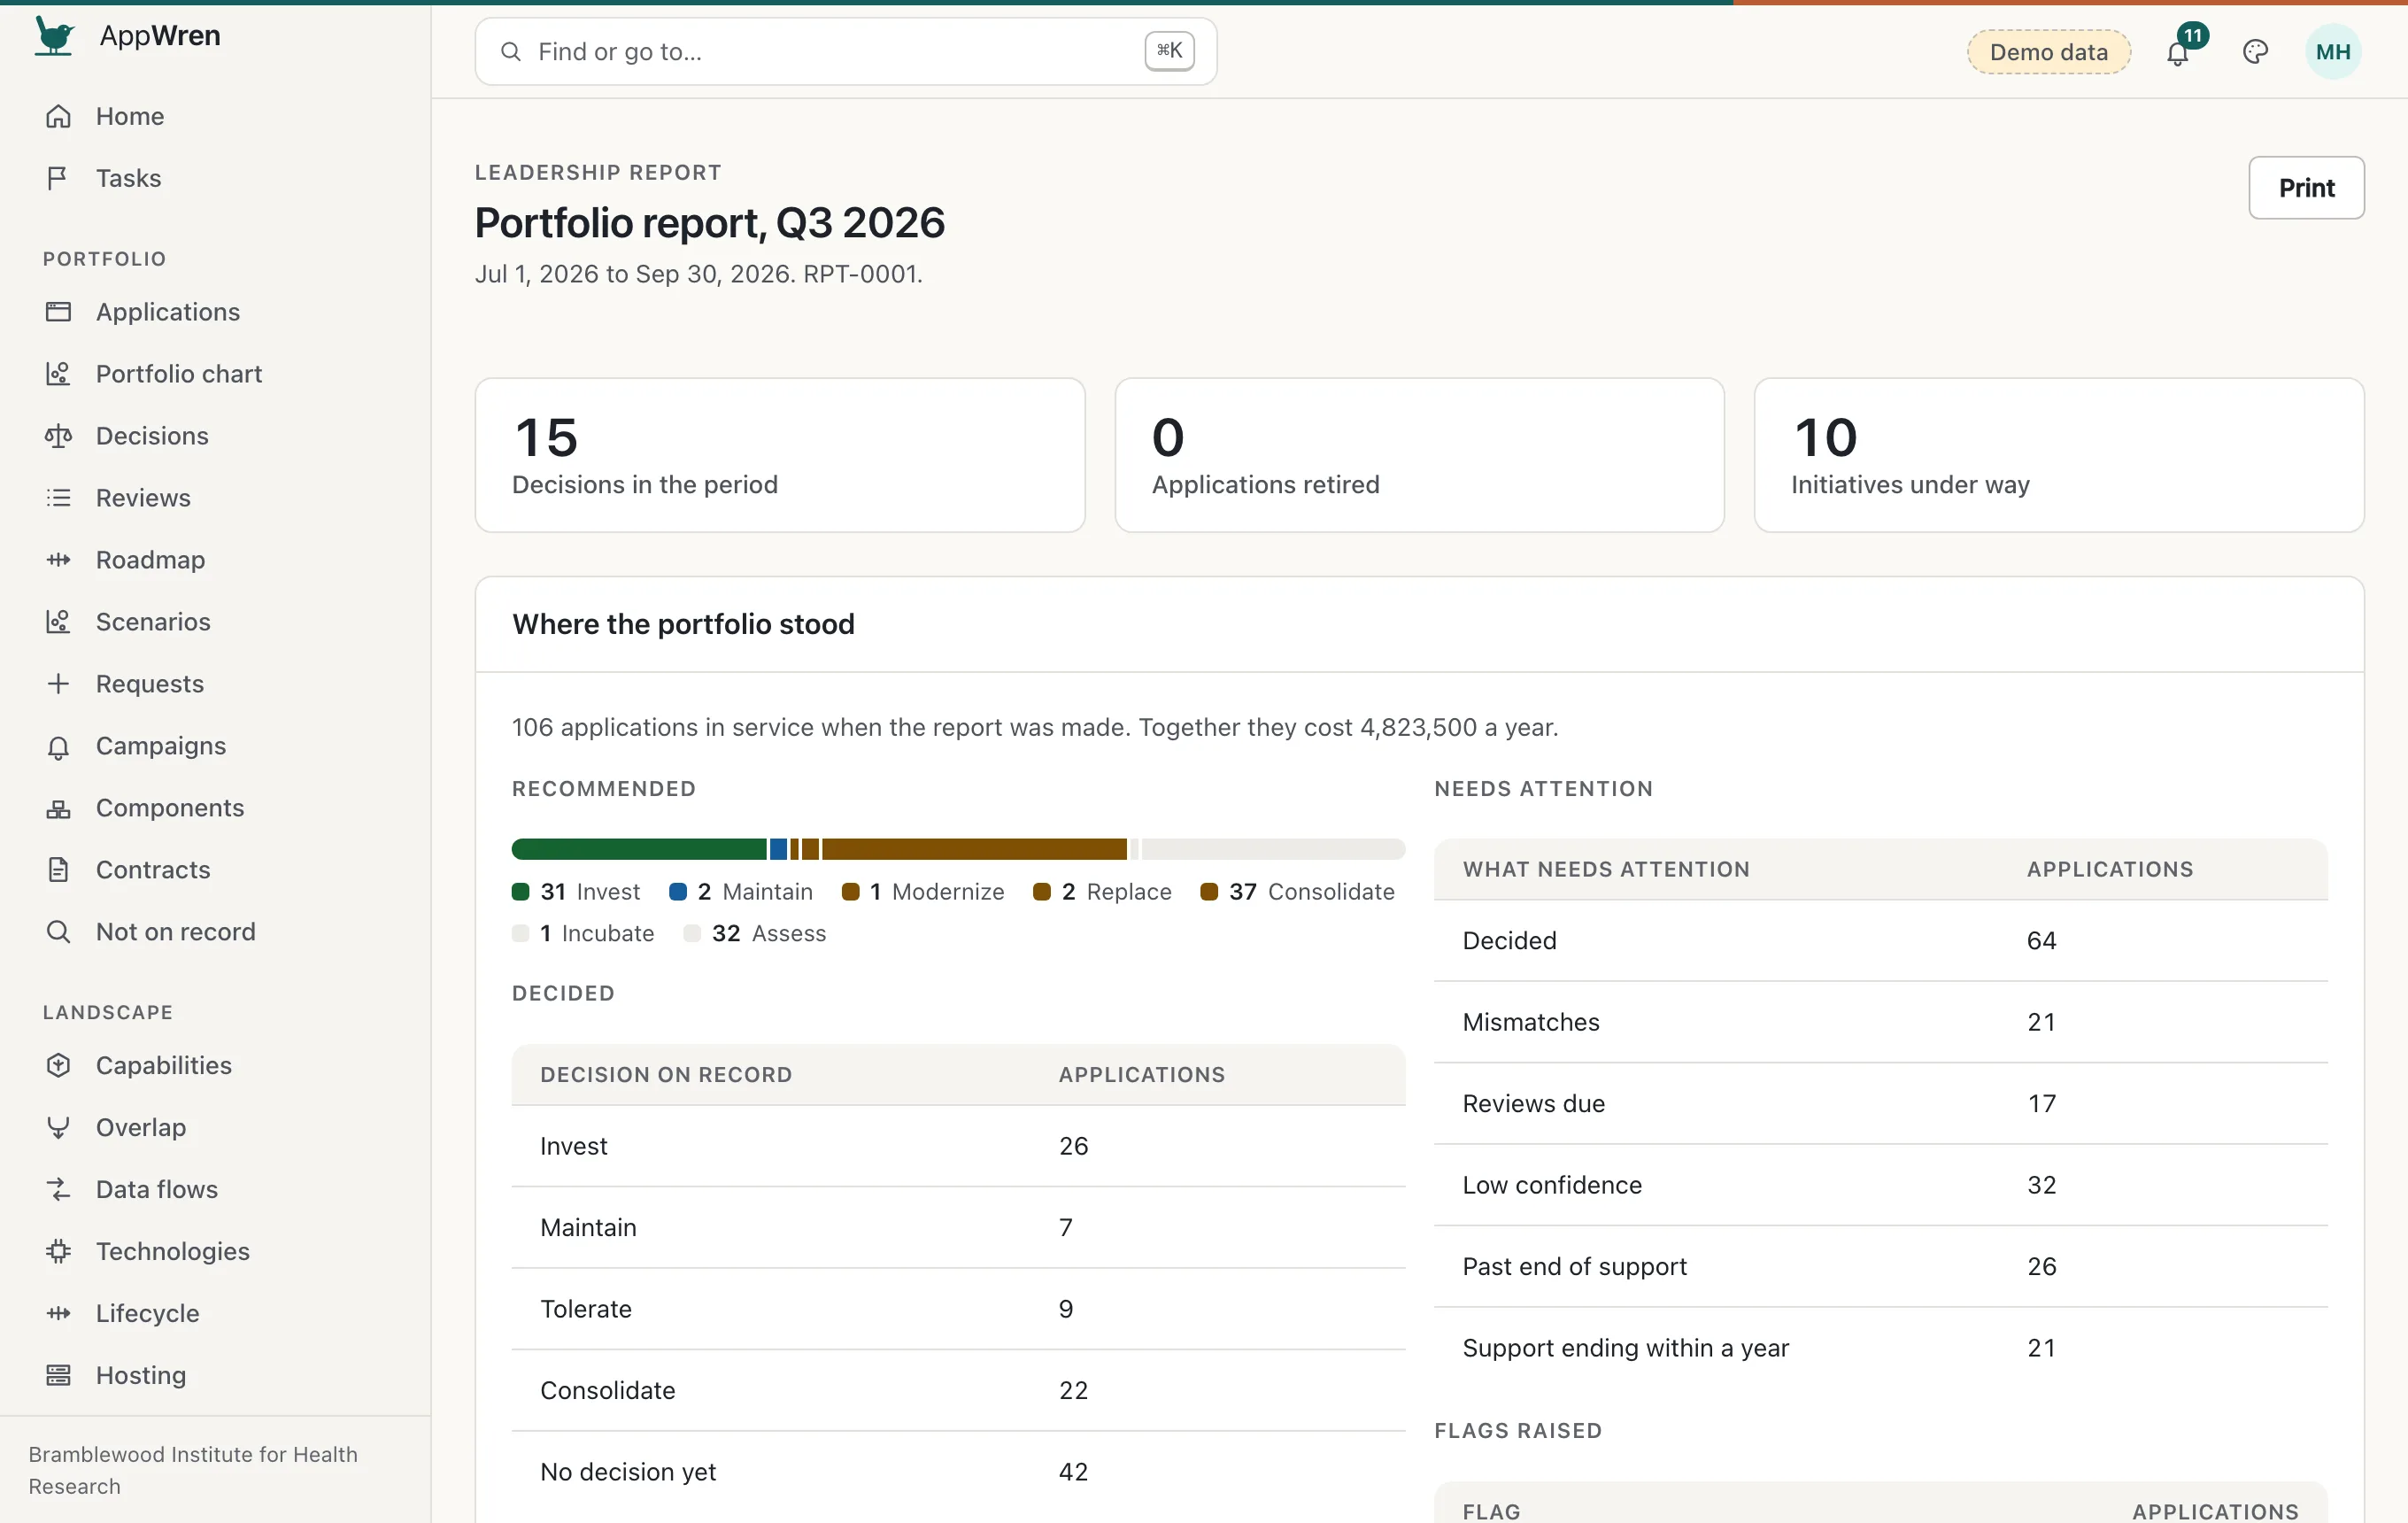 AppWren
Find or go to...
⌘K
Demo data
11
MH
Home
Tasks
PORTFOLIO
Applications
Portfolio chart
Decisions
Reviews
Roadmap
Scenarios
Requests
Campaigns
Components
Contracts
Not on record
LANDSCAPE
Capabilities
Overlap
Data flows
Technologies
Lifecycle
Hosting
Bramblewood Institute for Health
Research
LEADERSHIP REPORT
Portfolio report, Q3 2026
Jul 1, 2026 to Sep 30, 2026. RPT-0001.
Print
15
Decisions in the period
0
Applications retired
10
Initiatives under way
Where the portfolio stood
106 applications in service when the report was made. Together they cost 4,823,500 a year.
RECOMMENDED
31 Invest 2 Maintain 1 Modernize 2 Replace 37 Consolidate
1 Incubate 32 Assess
DECIDED
DECISION ON RECORD APPLICATIONS
Invest 26
Maintain 7
Tolerate 9
Consolidate 22
No decision yet 42
NEEDS ATTENTION
WHAT NEEDS ATTENTION APPLICATIONS
Decided 64
Mismatches 21
Reviews due 17
Low confidence 32
Past end of support 26
Support ending within a year 21
FLAGS RAISED
FLAG APPLICATIONS